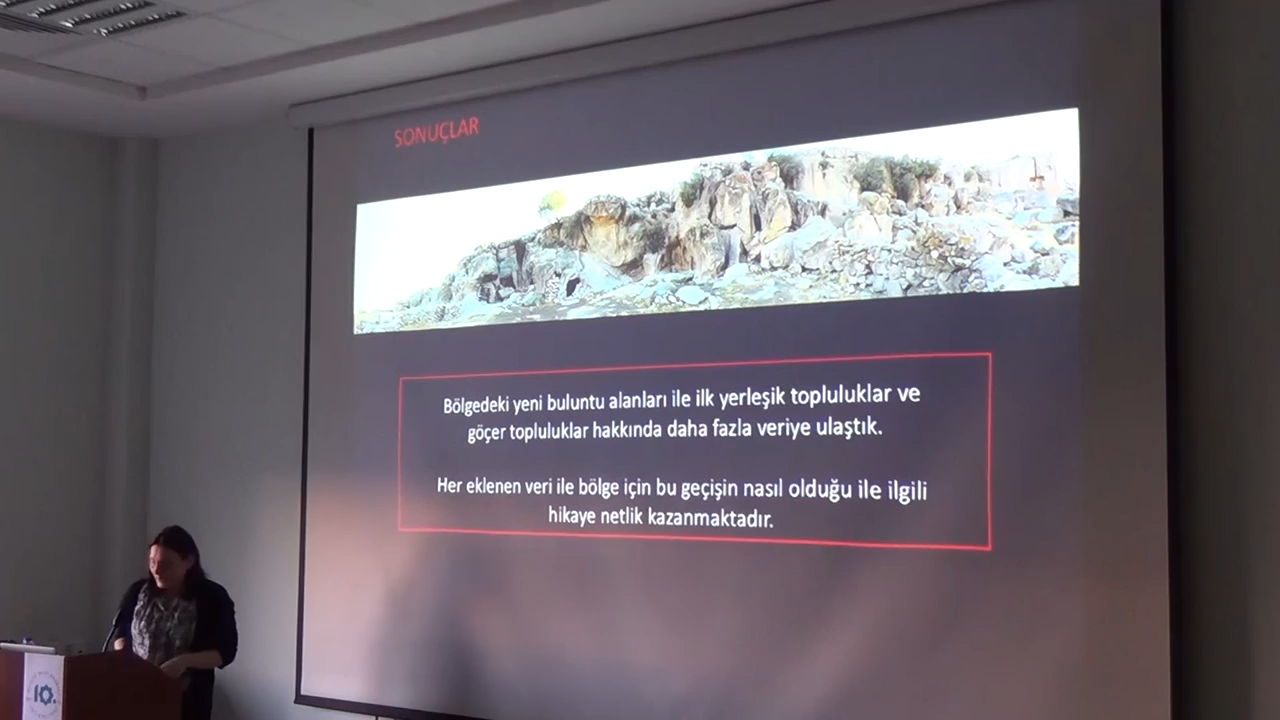 SONUÇLAR
Bölgedeki yeni buluntu alanları ile ilk yerleşik topluluklar ve
göçer topluluklar hakkında daha fazla veriye ulaştık.
Her eklenen veri ile bölge için bu geçişin nasıl olduğu ile ilgili
hikaye netlik kazanmaktadır.